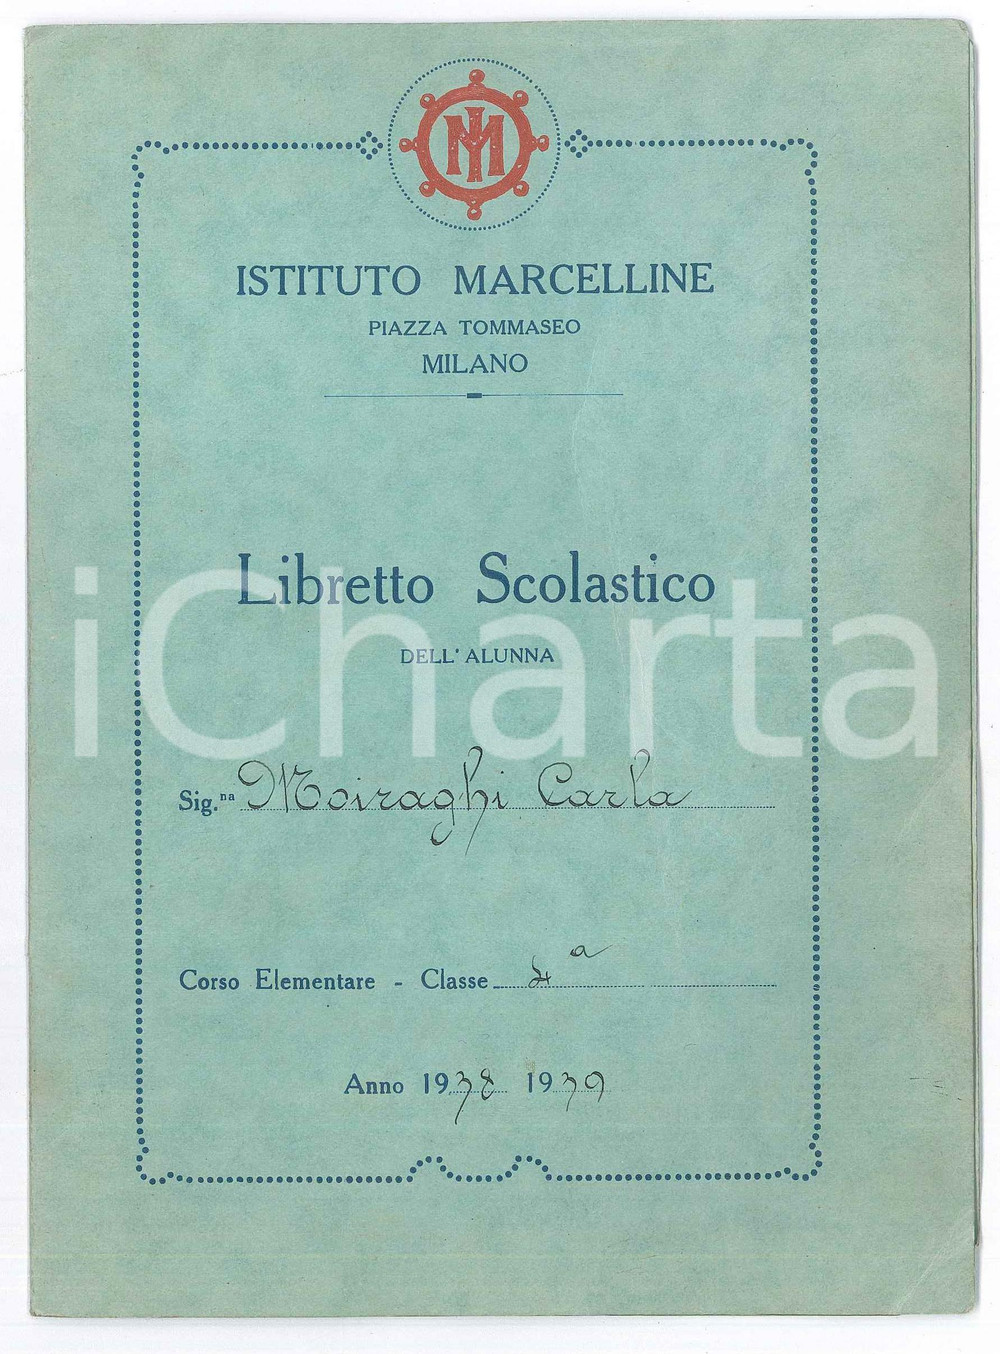 IM
ISTITUTO MARCELLINE
PIAZZA TOMMASEO
MILANO
Libretto Scolastico
DELL' ALUNNA
iCharta
Sig.na Moiraghi Carla
Corso Elementare - Classe 4a
Anno 1938 1939